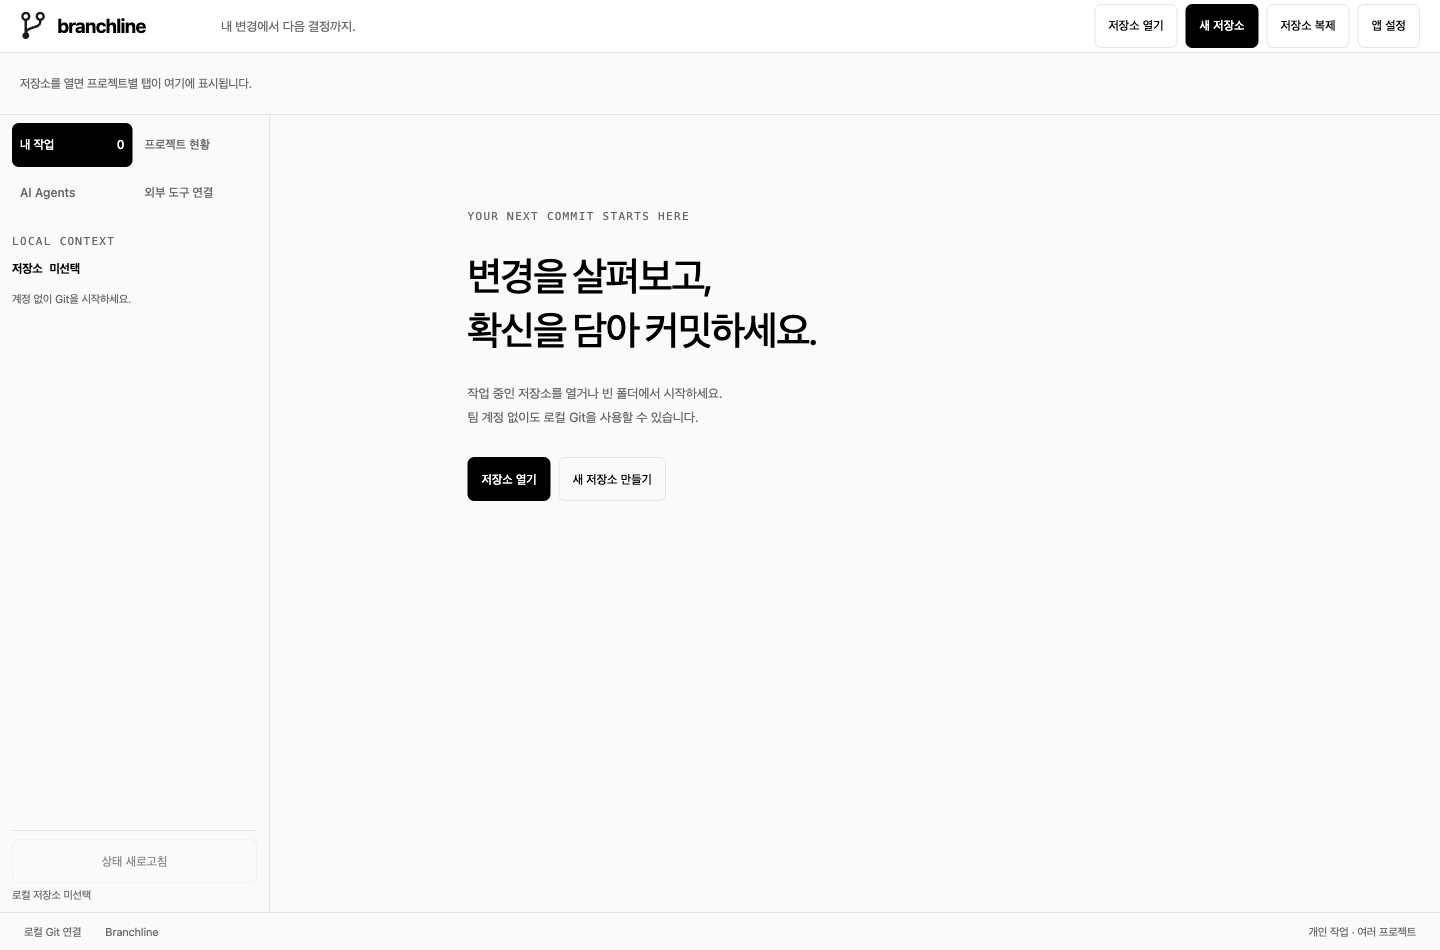 branchline
내 변경에서 다음 결정까지.
저장소 열기
새 저장소
저장소 복제
앱 설정
저장소를 열면 프로젝트별 탭이 여기에 표시됩니다.
내 작업 0
프로젝트 현황
AI Agents
외부 도구 연결
LOCAL CONTEXT
저장소 미선택
계정 없이 Git을 시작하세요.
YOUR NEXT COMMIT STARTS HERE
변경을 살펴보고,
확신을 담아 커밋하세요.
작업 중인 저장소를 열거나 빈 폴더에서 시작하세요.
팀 계정 없이도 로컬 Git을 사용할 수 있습니다.
저장소 열기
새 저장소 만들기
상태 새로고침
로컬 저장소 미선택
로컬 Git 연결
Branchline
개인 작업 · 여러 프로젝트